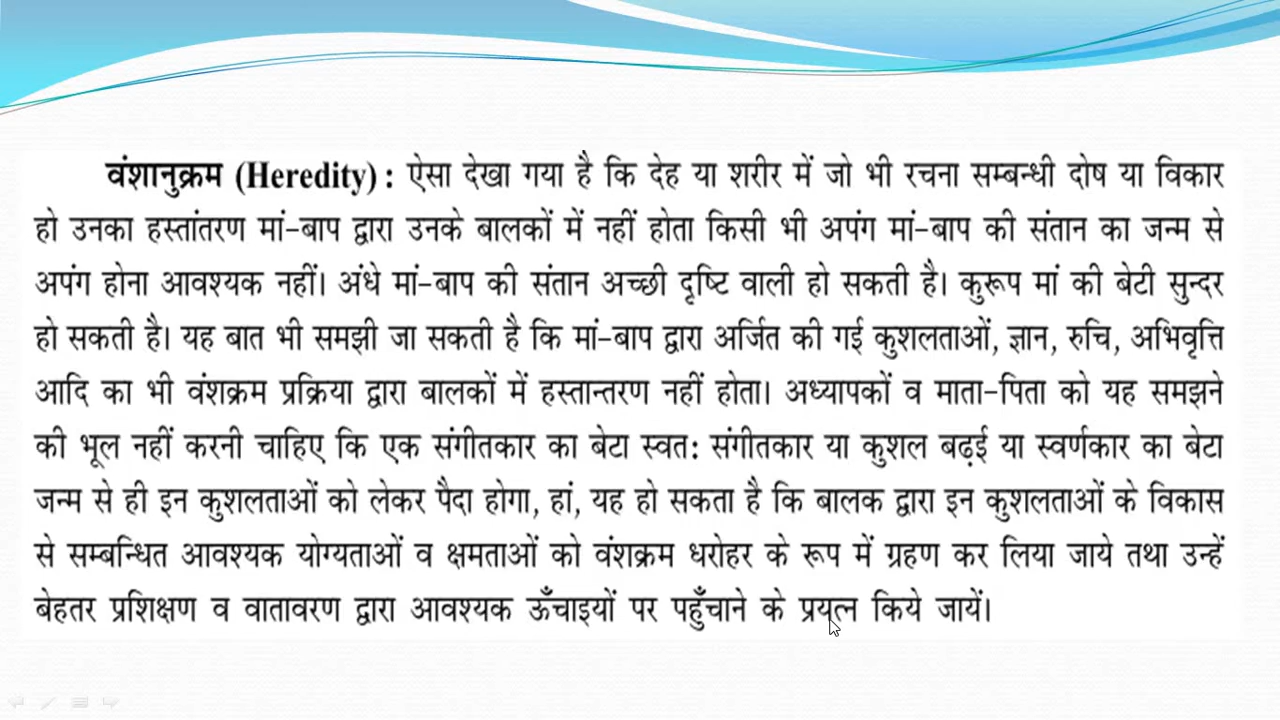 वंशानुक्रम (Heredity) : ऐसा देखा गया है कि देह या शरीर में जो भी रचना सम्बन्धी दोष या विकार
हो उनका हस्तांतरण मां-बाप द्वारा उनके बालकों में नहीं होता किसी भी अपंग मां-बाप की संतान का जन्म से
अपंग होना आवश्यक नहीं। अंधे मां-बाप की संतान अच्छी दृष्टि वाली हो सकती है। कुरूप मां की बेटी सुन्दर
हो सकती है। यह बात भी समझी जा सकती है कि मां-बाप द्वारा अर्जित की गई कुशलताओं, ज्ञान, रुचि, अभिवृत्ति
आदि का भी वंशक्रम प्रक्रिया द्वारा बालकों में हस्तान्तरण नहीं होता। अध्यापकों व माता-पिता को यह समझने
की भूल नहीं करनी चाहिए कि एक संगीतकार का बेटा स्वत: संगीतकार या कुशल बढ़ई या स्वर्णकार का बेटा
जन्म से ही इन कुशलताओं को लेकर पैदा होगा, हां, यह हो सकता है कि बालक द्वारा इन कुशलताओं के विकास
से सम्बन्धित आवश्यक योग्यताओं व क्षमताओं को वंशक्रम धरोहर के रूप में ग्रहण कर लिया जाये तथा उन्हें
बेहतर प्रशिक्षण व वातावरण द्वारा आवश्यक ऊँचाइयों पर पहुँचाने के प्रयत्न किये जायें।